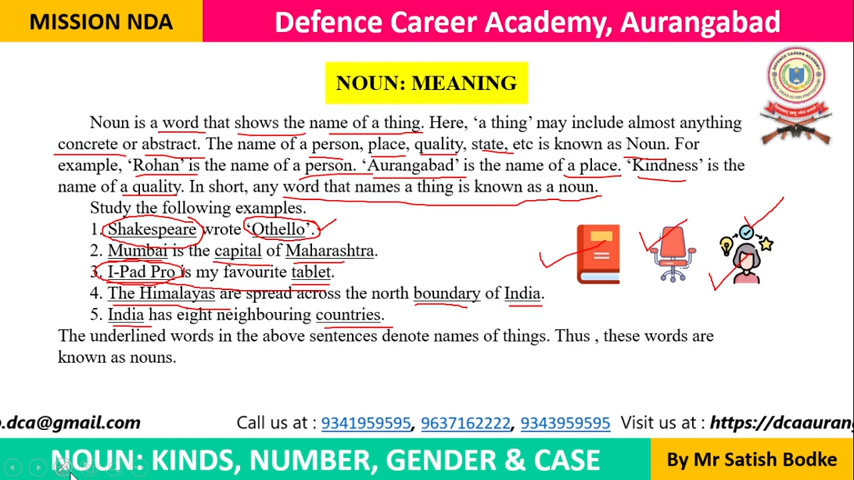 MISSION NDA
Defence Career Academy, Aurangabad
NOUN: MEANING
Noun is a word that shows the name of a thing. Here, ‘a thing’ may include almost anything
concrete or abstract. The name of a person, place, quality, state, etc is known as Noun. For
example, ‘Rohan’ is the name of a person. ‘Aurangabad’ is the name of a place. ‘Kindness’ is the
name of a quality. In short, any word that names a thing is known as a noun.
Study the following examples.
1. Shakespeare wrote ‘Othello’.
2. Mumbai is the capital of Maharashtra.
3. I-Pad Pro is my favourite tablet.
4. The Himalayas are spread across the north boundary of India.
5. India has eight neighbouring countries.
The underlined words in the above sentences denote names of things. Thus , these words are
known as nouns.
.dca@gmail.com Call us at : 9341959595, 9637162222, 9343959595 Visit us at : https://dcaaurang
NOUN: KINDS, NUMBER, GENDER & CASE
By Mr Satish Bodke